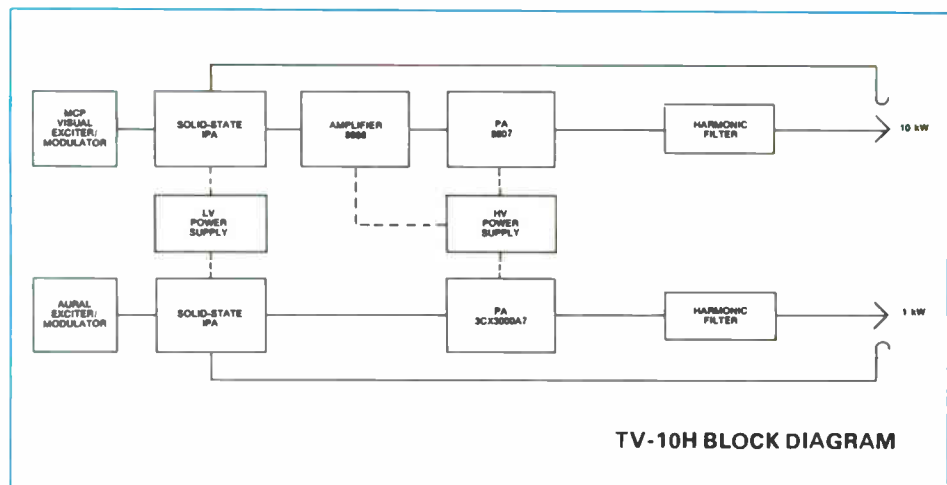 MCP
VISUAL
EXCITER/
MODULATOR
SOLID-STATE
IPA
AMPLIFIER
PA
8807
HARMONIC
FILTER
10 kW
LV
POWER
SUPPLY
HV
POWER
SUPPLY
AURAL
EXCITER/
MODULATOR
SOLID-STATE
IPA
PA
3CX3000A7
HARMONIC
FILTER
1 kW
TV-10H BLOCK DIAGRAM